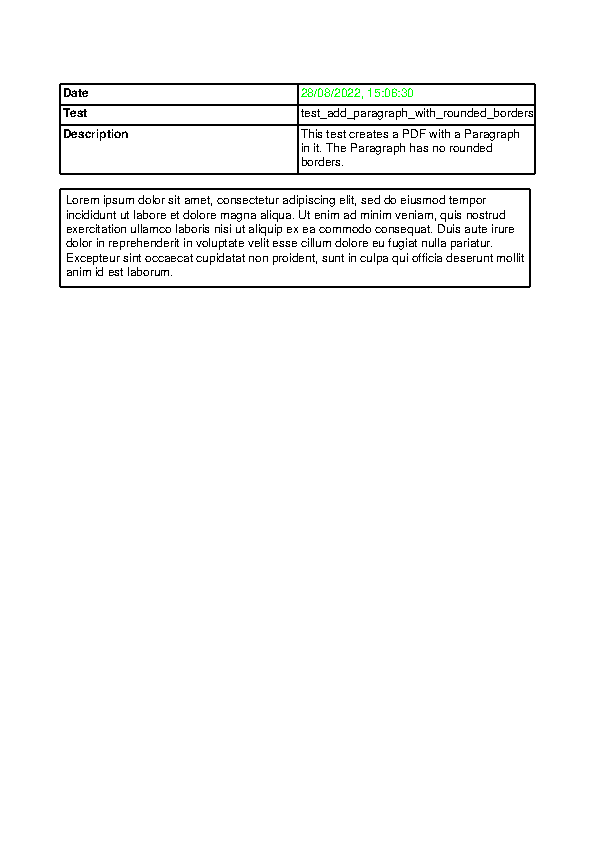 Date 28/08/2022, 15:06:30
Test test_add_paragraph_with_rounded_borders
Description This test creates a PDF with a Paragraph
in it. The Paragraph has no rounded
borders.
Lorem ipsum dolor sit amet, consectetur adipiscing elit, sed do eiusmod tempor
incididunt ut labore et dolore magna aliqua. Ut enim ad minim veniam, quis nostrud
exercitation ullamco laboris nisi ut aliquip ex ea commodo consequat. Duis aute irure
dolor in reprehenderit in voluptate velit esse cillum dolore eu fugiat nulla pariatur.
Excepteur sint occaecat cupidatat non proident, sunt in culpa qui officia deserunt mollit
anim id est laborum.